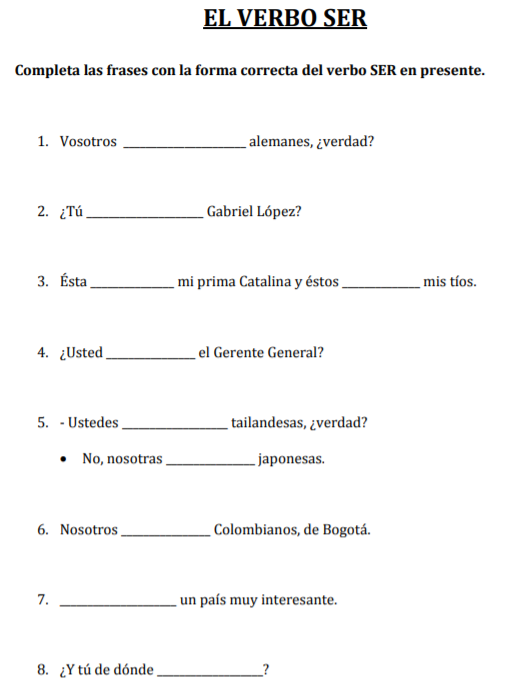 EL VERBO SER
Completa las frases con la forma correcta del verbo SER en presente.
1. Vosotros ________________ alemanes, ¿verdad?
2. ¿Tú ________________ Gabriel López?
3. Ésta ___________ mi prima Catalina y éstos __________ mis tíos.
4. ¿Usted ____________ el Gerente General?
5. - Ustedes ______________ tailandesas, ¿verdad?
• No, nosotras ____________ japonesas.
6. Nosotros ____________ Colombianos, de Bogotá.
7. ________________ un país muy interesante.
8. ¿Y tú de dónde ______________?